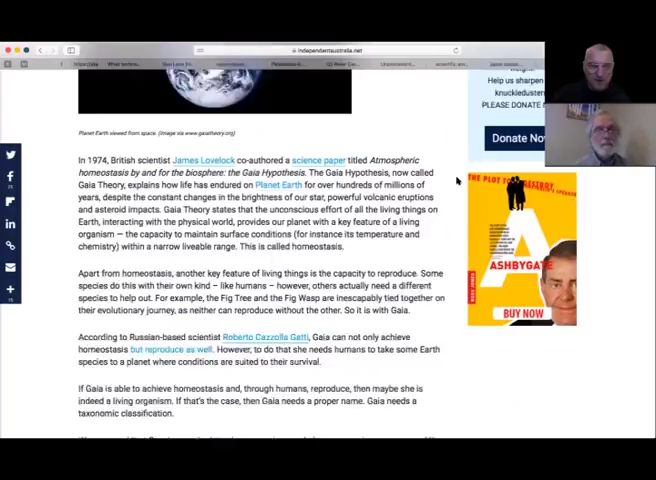 independentaustralia.net
Help us sharpen
knuckledusters
PLEASE DONATE
Donate Now
Planet Earth viewed from space. (Image via www.gaiatheory.org)
In 1974, British scientist James Lovelock co-authored a science paper titled Atmospheric
homeostasis by and for the biosphere: the Gaia Hypothesis. The Gaia Hypothesis, now called
Gaia Theory, explains how life has endured on Planet Earth for over hundreds of millions of
years, despite the constant changes in the brightness of our star, powerful volcanic eruptions
and asteroid impacts. Gaia Theory states that the unconscious effort of all the living things on
Earth, interacting with the physical world, provides our planet with a key feature of a living
organism — the capacity to maintain surface conditions (for instance its temperature and
chemistry) within a narrow liveable range. This is called homeostasis.
Apart from homeostasis, another key feature of living things is the capacity to reproduce. Some
species do this with their own kind – like humans – however, others actually need a different
species to help out. For example, the Fig Tree and the Fig Wasp are inescapably tied together on
their evolutionary journey, as neither can reproduce without the other. So it is with Gaia.
According to Russian-based scientist Roberto Cazzolla Gatti, Gaia can not only achieve
homeostasis but reproduce as well. However, to do that she needs humans to take some Earth
species to a planet where conditions are suited to their survival.
If Gaia is able to achieve homeostasis and, through humans, reproduce, then maybe she is
indeed a living organism. If that's the case, then Gaia needs a proper name. Gaia needs a
taxonomic classification.
THE PLOT TO DESTROY
ASHBYGATE
BUY NOW